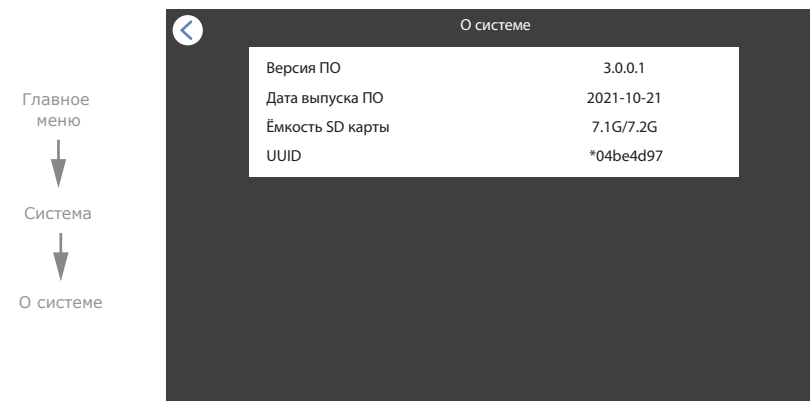 Главное
меню
Система
О системе
О системе
Версия ПО 3.0.0.1
Дата выпуска ПО 2021-10-21
Ёмкость SD карты 7.1G/7.2G
UUID *04be4d97